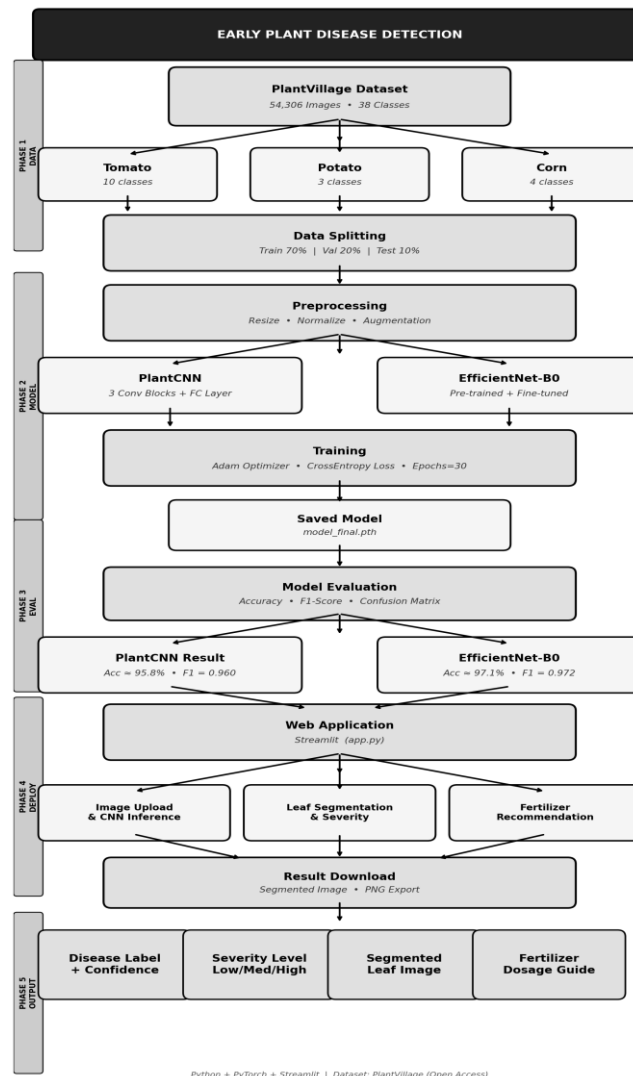 EARLY PLANT DISEASE DETECTION
PHASE 1
DATA
PlantVillage Dataset
54,306 Images • 38 Classes
Tomato
10 classes
Potato
3 classes
Corn
4 classes
Data Splitting
Train 70% | Val 20% | Test 10%
PHASE 2
MODEL
Preprocessing
Resize • Normalize • Augmentation
PlantCNN
3 Conv Blocks + FC Layer
EfficientNet-B0
Pre-trained + Fine-tuned
Training
Adam Optimizer • CrossEntropy Loss • Epochs=30
Saved Model
model_final.pth
PHASE 3
EVAL
Model Evaluation
Accuracy • F1-Score • Confusion Matrix
PlantCNN Result
Acc ≈ 95.8% • F1 = 0.960
EfficientNet-B0
Acc ≈ 97.1% • F1 = 0.972
PHASE 4
DEPLOY
Web Application
Streamlit (app.py)
Image Upload
& CNN Inference
Leaf Segmentation
& Severity
Fertilizer
Recommendation
Result Download
Segmented Image • PNG Export
PHASE 5
OUTPUT
Disease Label
+ Confidence
Severity Level
Low/Med/High
Segmented
Leaf Image
Fertilizer
Dosage Guide
Python + PyTorch + Streamlit | Dataset: PlantVillage (Open Access)